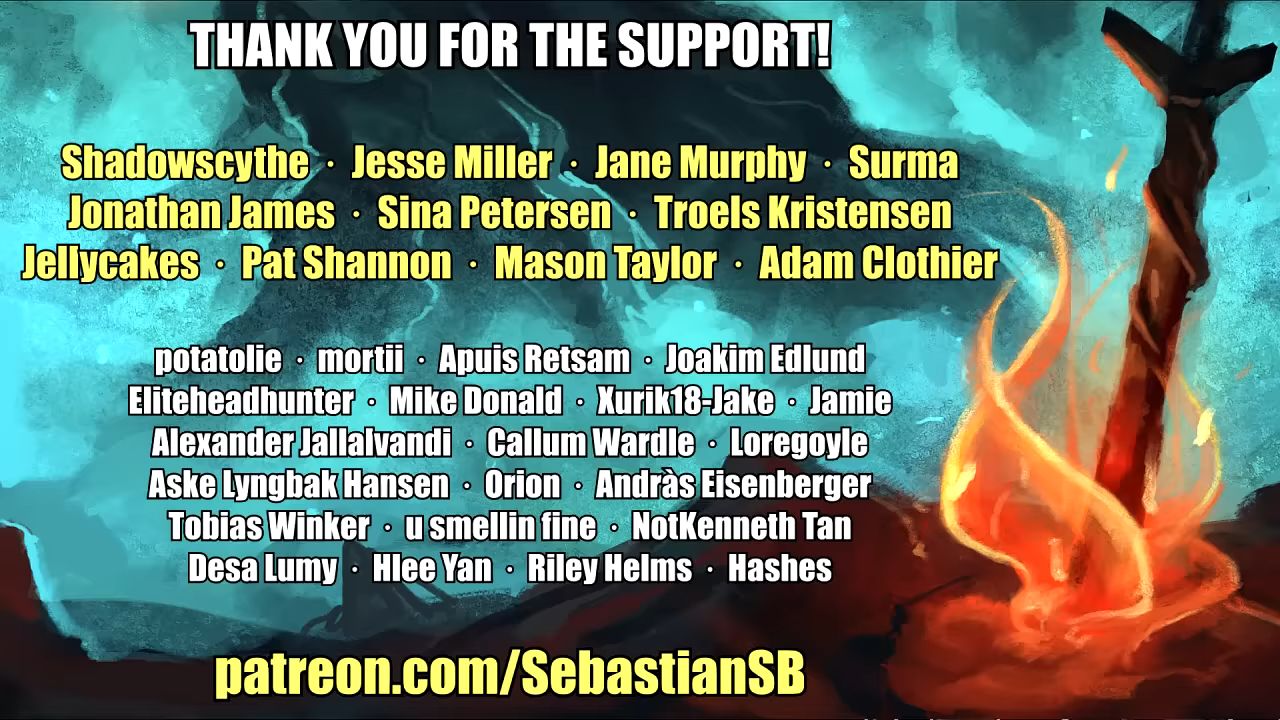 THANK YOU FOR THE SUPPORT!
Shadowscythe · Jesse Miller · Jane Murphy · Surma
Jonathan James · Sina Petersen · Troels Kristensen
Jellycakes · Pat Shannon · Mason Taylor · Adam Clothier
potatolie · mortii · Apuis Retsam · Joakim Edlund
Eliteheadhunter · Mike Donald · Xurik18-Jake · Jamie
Alexander Jallalvandi · Callum Wardle · Loregoyle
Aske Lyngbak Hansen · Orion · Andràs Eisenberger
Tobias Winker · u smellin fine · NotKenneth Tan
Desa Lumy · Hlee Yan · Riley Helms · Hashes
patreon.com/SebastianSB